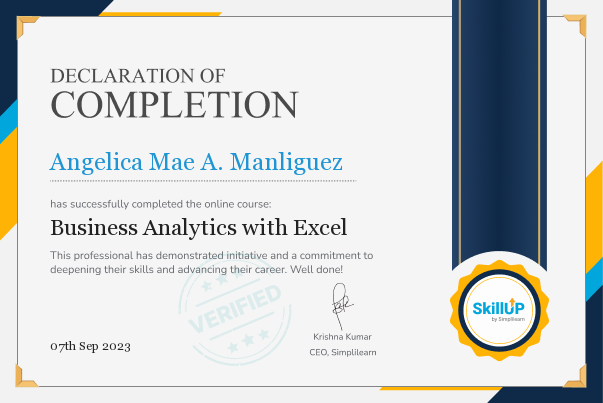 DECLARATION OF
COMPLETION
Angelica Mae A. Manliguez
has successfully completed the online course:
Business Analytics with Excel
This professional has demonstrated initiative and a commitment to
deepening their skills and advancing their career. Well done!
VERIFIED
07th Sep 2023
Krishna Kumar
CEO, Simplilearn
SkillUP
by Simplilearn